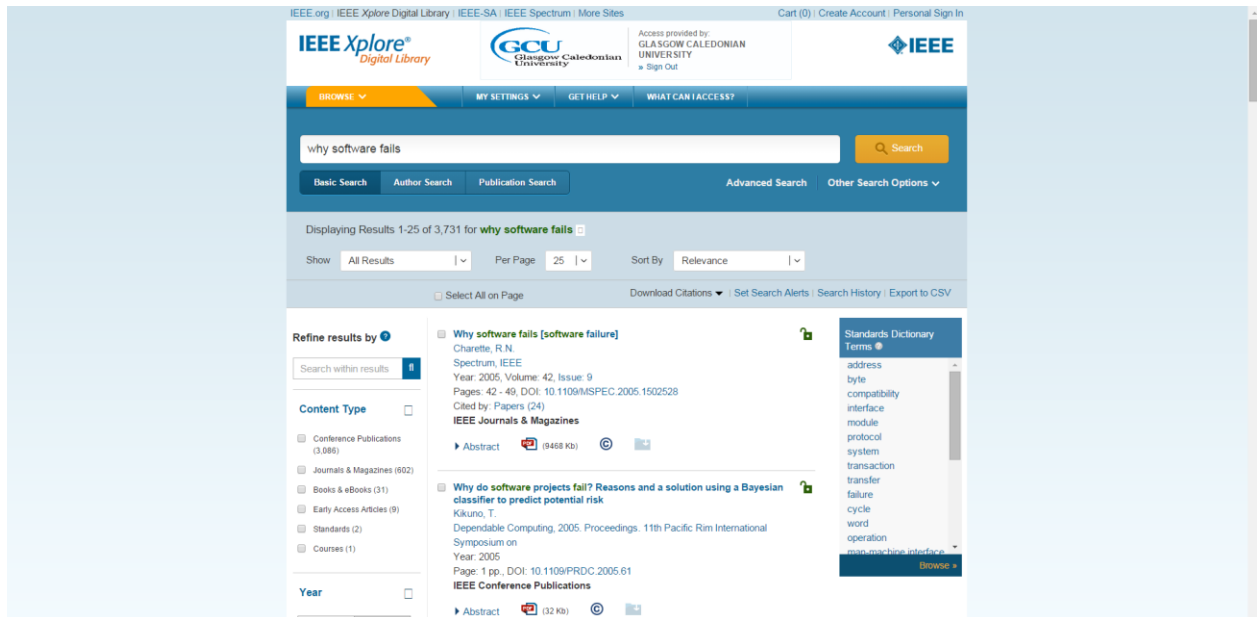 IEEE.org | IEEE Xplore Digital Library | IEEE-SA | IEEE Spectrum | More Sites
Cart (0) | Create Account | Personal Sign In
IEEE Xplore®
Digital Library
GCU
Glasgow Caledonian
University
Access provided by:
GLASGOW CALEDONIAN
UNIVERSITY
» Sign Out
IEEE
BROWSE
MY SETTINGS
GET HELP
WHAT CAN I ACCESS?
why software fails
Search
Basic Search
Author Search
Publication Search
Advanced Search
Other Search Options
Displaying Results 1-25 of 3,731 for why software fails
Show
All Results
Per Page
25
Sort By
Relevance
Select All on Page
Download Citations | Set Search Alerts | Search History | Export to CSV
Refine results by ?
Search within results
Content Type
Conference Publications
(3,086)
Journals & Magazines (602)
Books & eBooks (31)
Early Access Articles (9)
Standards (2)
Courses (1)
Year
Why software fails [software failure]
Charette, R.N.
Spectrum, IEEE
Year: 2005, Volume: 42, Issue: 9
Pages: 42 - 49, DOI: 10.1109/MSPEC.2005.1502528
Cited by: Papers (24)
IEEE Journals & Magazines
Abstract
PDF
(9468 Kb)
©
Why do software projects fail? Reasons and a solution using a Bayesian
classifier to predict potential risk
Kikuno, T.
Dependable Computing, 2005. Proceedings. 11th Pacific Rim International
Symposium on
Year: 2005
Page: 1 pp., DOI: 10.1109/PRDC.2005.61
IEEE Conference Publications
Abstract
PDF
(32 Kb)
©
Standards Dictionary
Terms
address
byte
compatibility
interface
module
protocol
system
transaction
transfer
failure
cycle
word
operation
man-machine interface
Browse »